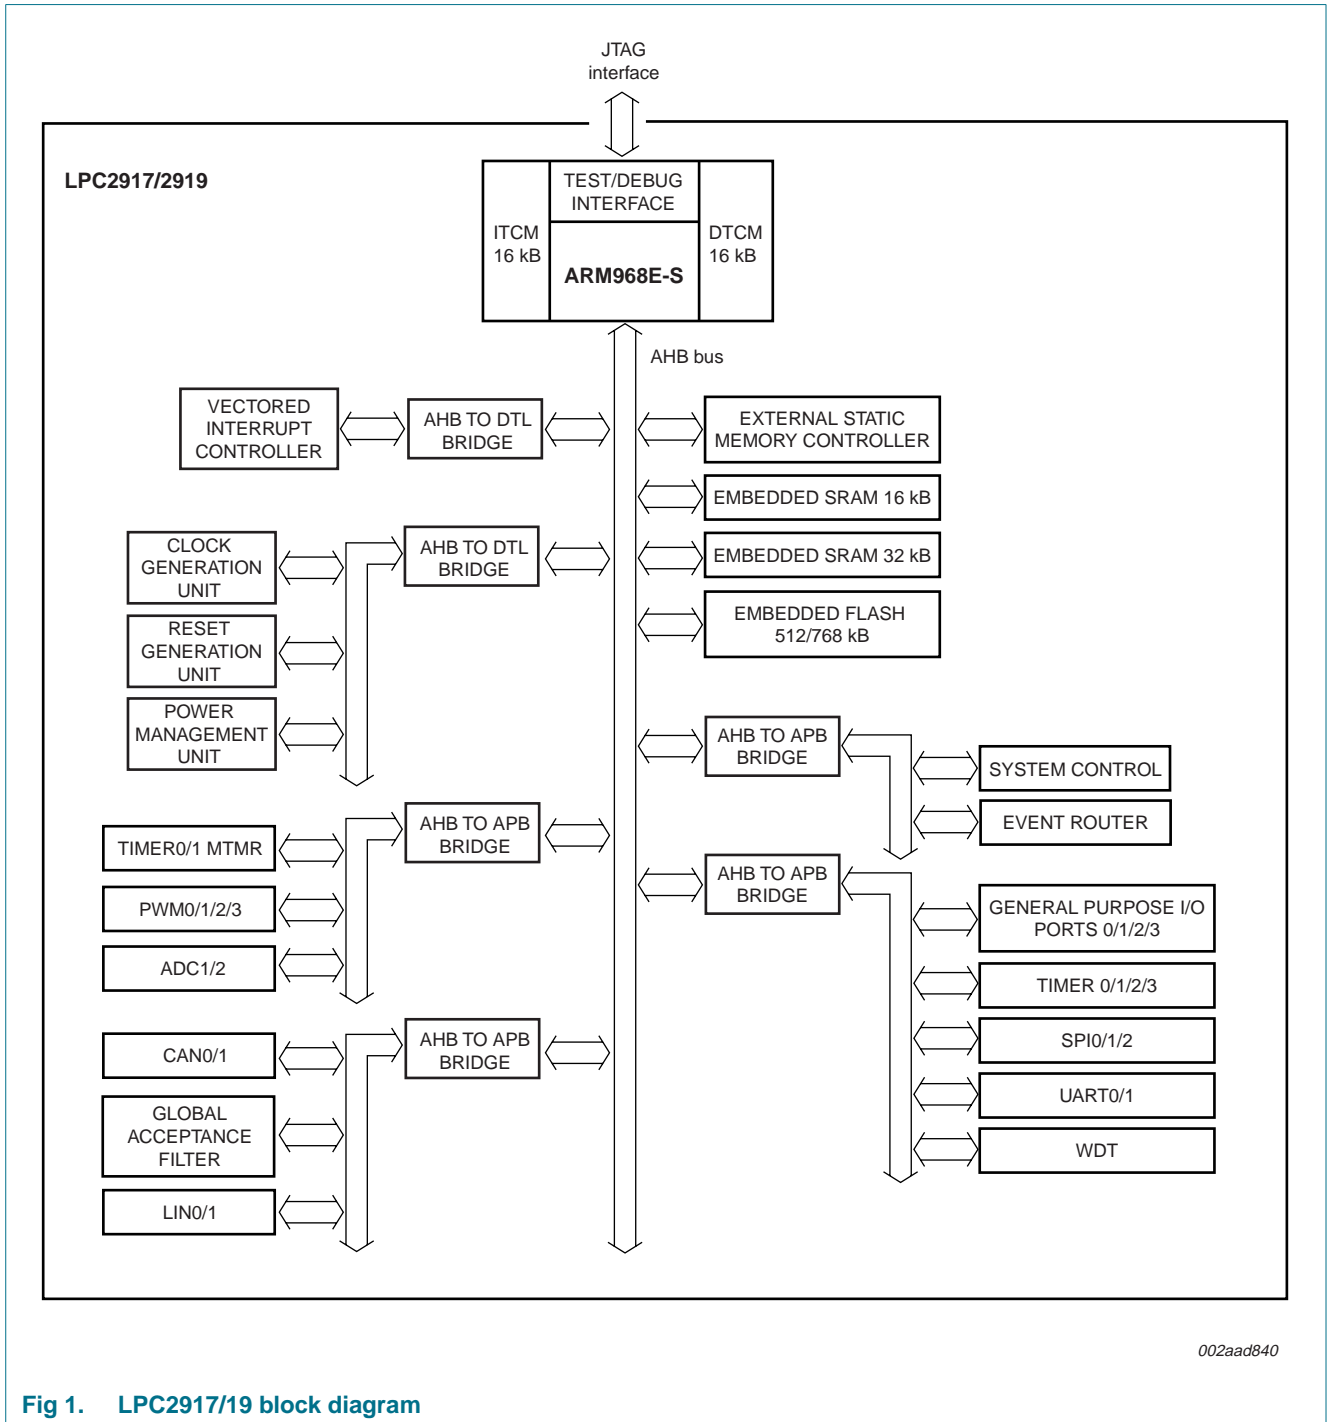 JTAG
interface
LPC2917/2919
TEST/DEBUG
INTERFACE
ITCM
16 kB
DTCM
16 kB
ARM968E-S
AHB bus
VECTORED
INTERRUPT
CONTROLLER
AHB TO DTL
BRIDGE
EXTERNAL STATIC
MEMORY CONTROLLER
EMBEDDED SRAM 16 kB
CLOCK
GENERATION
UNIT
AHB TO DTL
BRIDGE
EMBEDDED SRAM 32 kB
EMBEDDED FLASH
512/768 kB
RESET
GENERATION
UNIT
POWER
MANAGEMENT
UNIT
AHB TO APB
BRIDGE
SYSTEM CONTROL
EVENT ROUTER
TIMER0/1 MTMR
AHB TO APB
BRIDGE
PWM0/1/2/3
ADC1/2
AHB TO APB
BRIDGE
GENERAL PURPOSE I/O
PORTS 0/1/2/3
TIMER 0/1/2/3
SPI0/1/2
UART0/1
WDT
CAN0/1
AHB TO APB
BRIDGE
GLOBAL
ACCEPTANCE
FILTER
LIN0/1
002aad840
Fig 1. LPC2917/19 block diagram